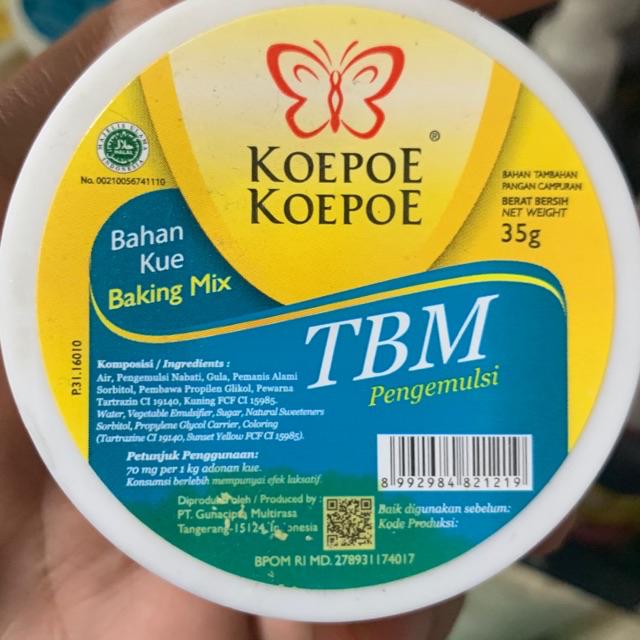 KOEPOE
KOEPOE
®
MAJELIS ULAMA
INDONESIA
HALAL
No. 00210056741110
BAHAN TAMBAHAN
PANGAN CAMPURAN
BERAT BERSIH
NET WEIGHT
35g
Bahan
Kue
Baking Mix
TBM
Pengemulsi
P.31.16010
Komposisi / Ingredients :
Air, Pengemulsi Nabati, Gula, Pemanis Alami
Sorbitol, Pembawa Propilen Glikol, Pewarna
Tartrazin CI 19140, Kuning FCF CI 15985.
Water, Vegetable Emulsifier, Sugar, Natural Sweeteners
Sorbitol, Propylene Glycol Carrier, Coloring
(Tartrazine CI 19140, Sunset Yellow FCF CI 15985).
Petunjuk Penggunaan:
70 mg per 1 kg adonan kue.
Konsumsi berlebih mempunyai efek laksatif.
Diproduksi oleh / Produced by :
PT. Gunacipta Multirasa
Tangerang-15124, Indonesia
8 992984 821219
Baik digunakan sebelum:
Kode Produksi:
BPOM RI MD. 278931174017